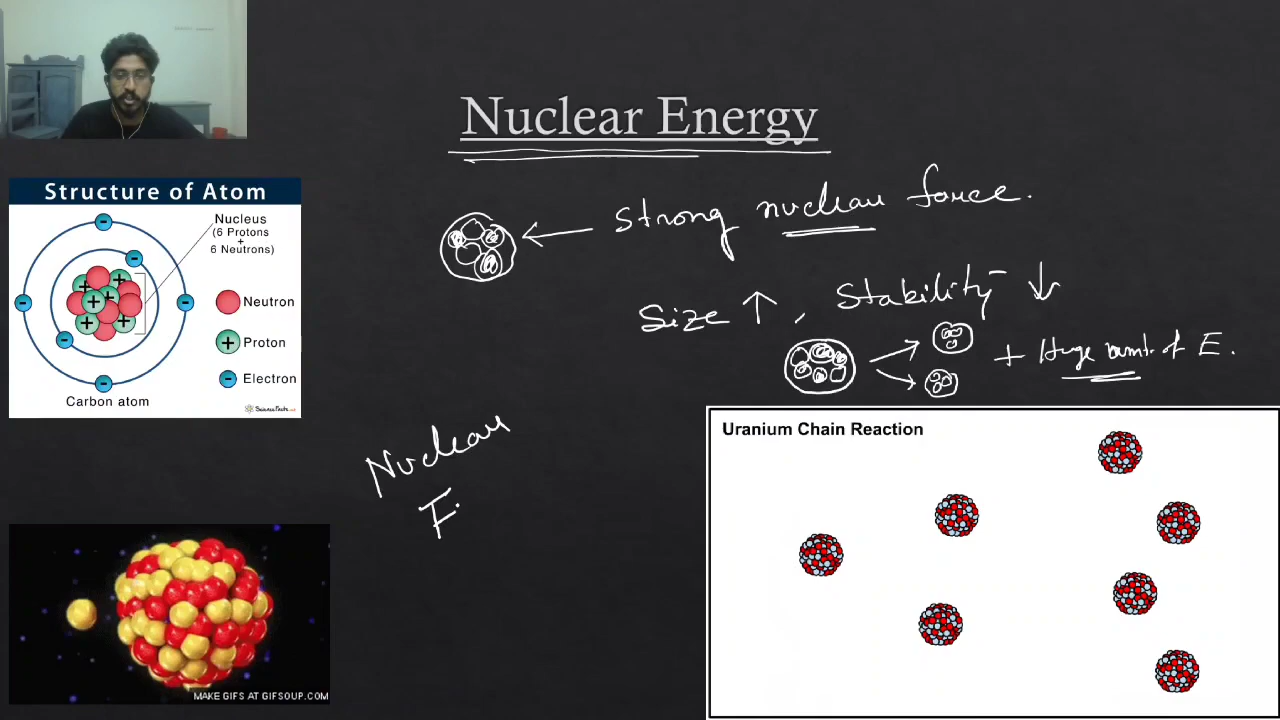 Nuclear Energy
Structure of Atom
Nucleus
(6 Protons
+
6 Neutrons)
Neutron
Proton
Electron
Carbon atom
Strong nuclear force.
Size ↑, Stability ↓
+ Huge of E.
Nuclear
F
Uranium Chain Reaction
MAKE GIFS AT GIFSOUP.COM